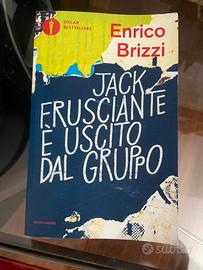 OSCAR
BESTSELLERS
Enrico
Brizzi
JACK
FRUSCIANTE
È USCITO
DAL GRUPPO
MONDADORI
subito